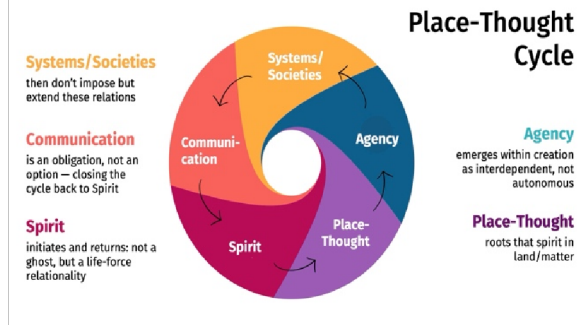 Place-Thought
Cycle
Systems/Societies
then don't impose but
extend these relations
Communication
is an obligation, not an
option — closing the
cycle back to Spirit
Spirit
initiates and returns: not a
ghost, but a life-force
relationality
Systems/
Societies
Communi-
cation
Agency
Spirit
Place-
Thought
Agency
emerges within creation
as interdependent, not
autonomous
Place-Thought
roots that spirit in
land/matter